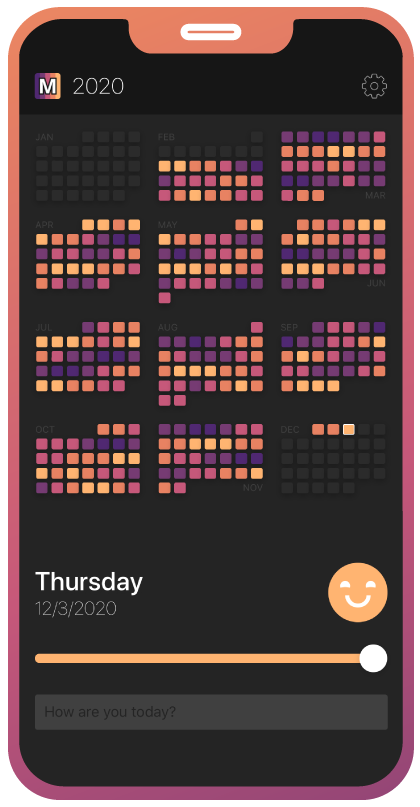 M 2020
JAN
FEB
MAR
APR
MAY
JUN
JUL
AUG
SEP
OCT
NOV
DEC
Thursday
12/3/2020
How are you today?